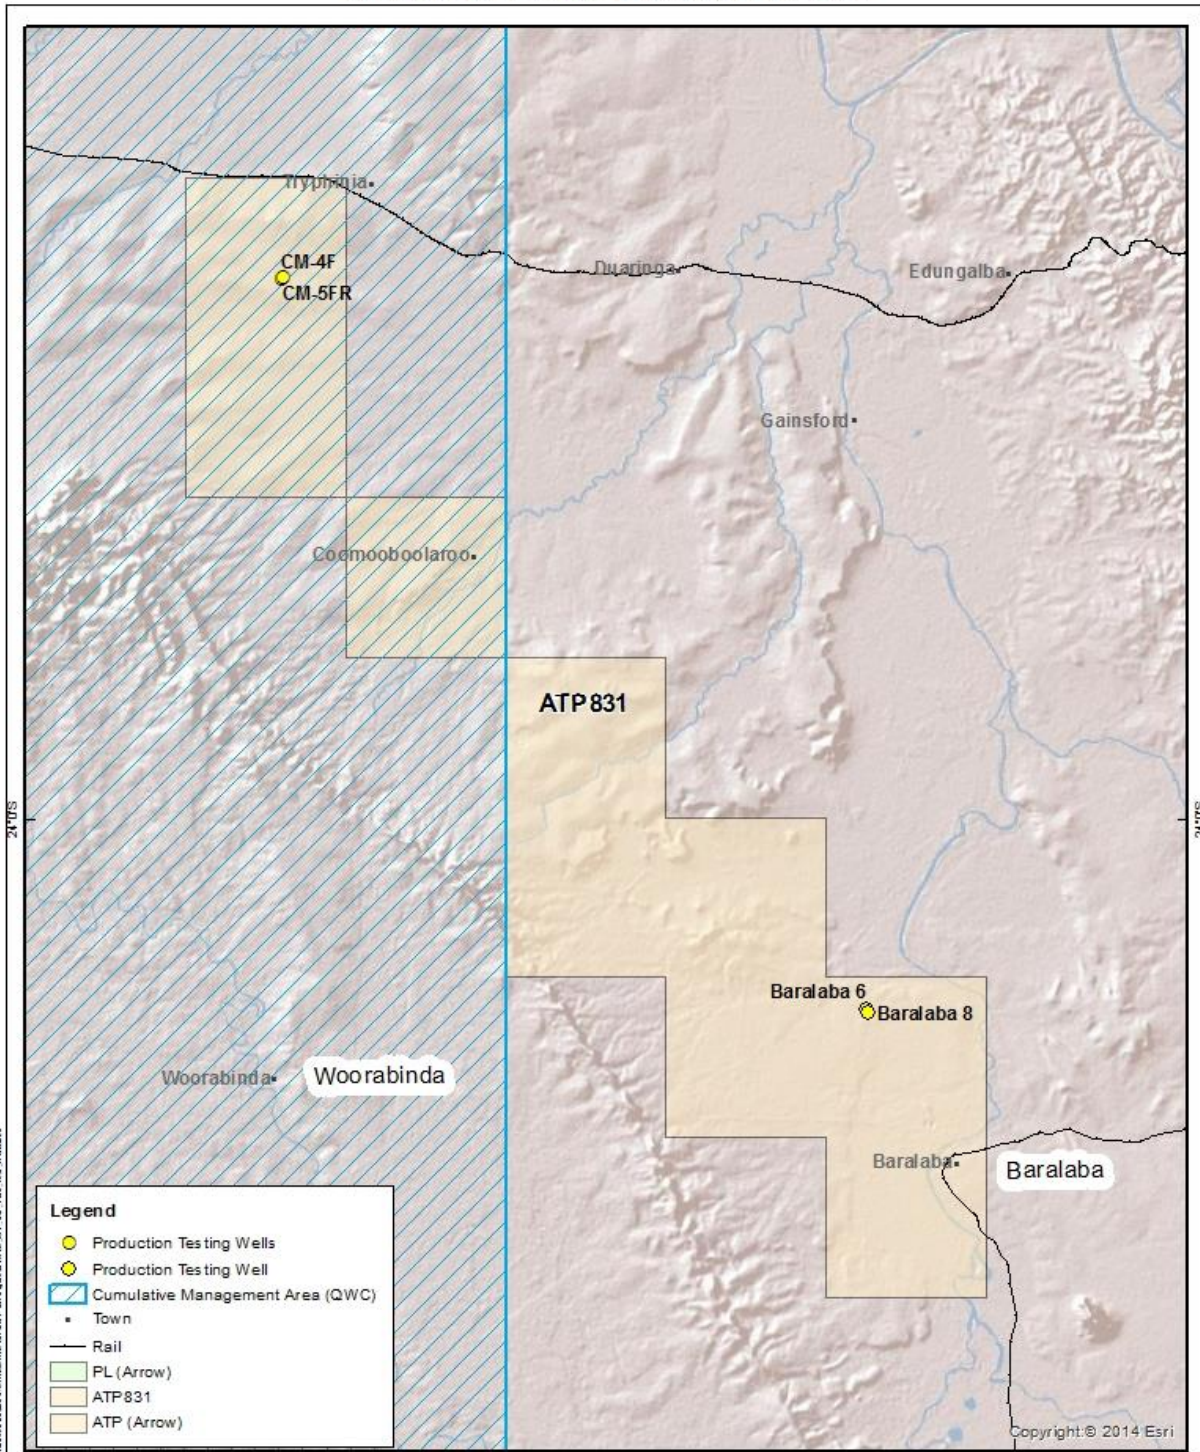 Tryphinia
CM-4F
CM-5FR
Duaringa
Edungalba
Gainsford
Coomooboolaroo
ATP 831
24°0'S
Baralaba 6
Baralaba 8
Woorabinda
Woorabinda
Baralaba
Baralaba
Legend
Production Testing Wells
Production Testing Well
Cumulative Management Area (QWC)
Town
Rail
PL (Arrow)
ATP831
ATP (Arrow)
Copyright:© 2014 Esri